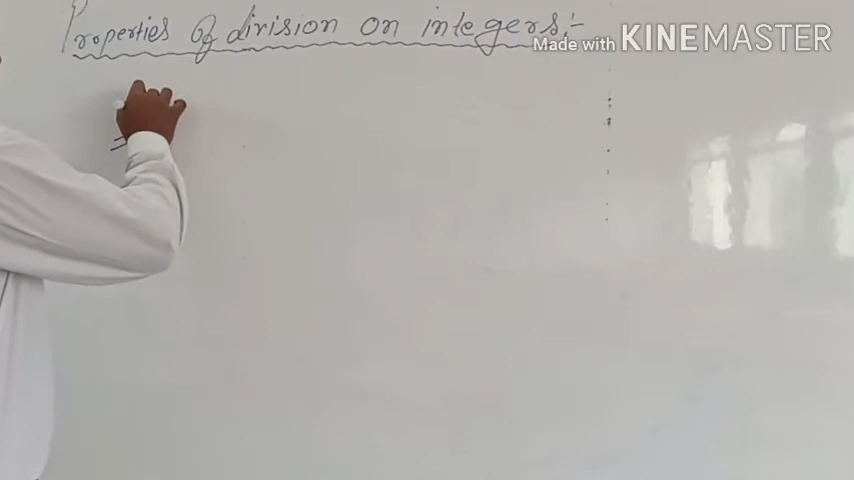 Properties Of division on integers:-
Made with KINEMASTER